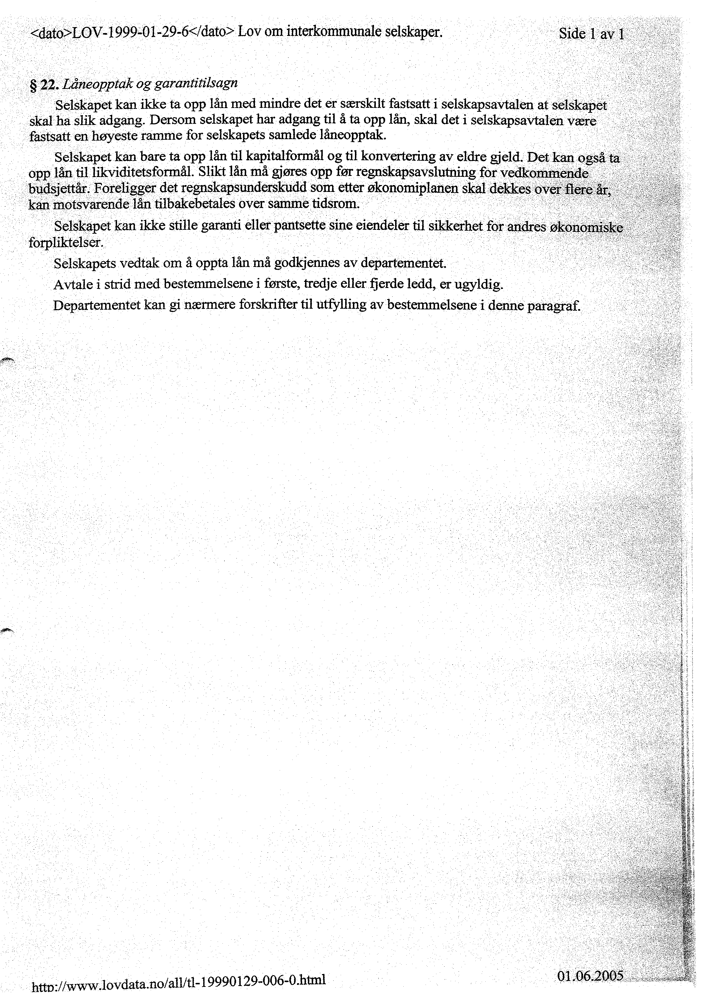 <dato>LOV-1999-01-29-6</dato> Lov om interkommunale selskaper. Side 1 av 1
§ 22. Låneopptak og garantitilsagn
Selskapet kan ikke ta opp lån med mindre det er særskilt fastsatt i selskapsavtalen at selskapet
skal ha slik adgang. Dersom selskapet har adgang til å ta opp lån, skal det i selskapsavtalen være
fastsatt en høyeste ramme for selskapets samlede låneopptak.
Selskapet kan bare ta opp lån til kapitalformål og til konvertering av eldre gjeld. Det kan også ta
opp lån til likviditetsformål. Slikt lån må gjøres opp før regnskapsavslutning for vedkommende
budsjettår. Foreligger det regnskapsunderskudd som etter økonomiplanen skal dekkes over flere år,
kan motsvarende lån tilbakebetales over samme tidsrom.
Selskapet kan ikke stille garanti eller pantsette sine eiendeler til sikkerhet for andres økonomiske
forpliktelser.
Selskapets vedtak om å oppta lån må godkjennes av departementet.
Avtale i strid med bestemmelsene i første, tredje eller fjerde ledd, er ugyldig.
Departementet kan gi nærmere forskrifter til utfylling av bestemmelsene i denne paragraf.
http://www.lovdata.no/all/tl-19990129-006-0.html 01.06.2005